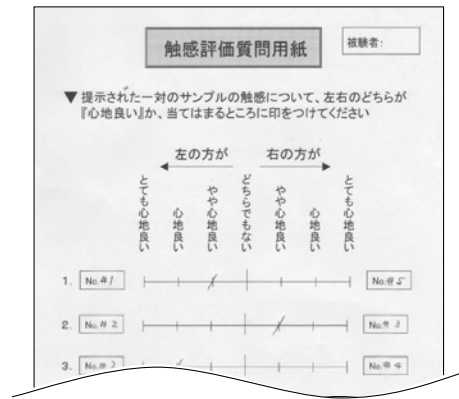 触感評価質問用紙
被験者:
▼ 提示された一対のサンプルの触感について、左右のどちらが
『心地良い』か、当てはまるところに印をつけてください
左の方が 右の方が
とても心地良い
心地良い
やや心地良い
どちらでもない
やや心地良い
心地良い
とても心地良い
1. No.#1 No.#5
2. No.#2 No.#3
3. No.#3 No.#4